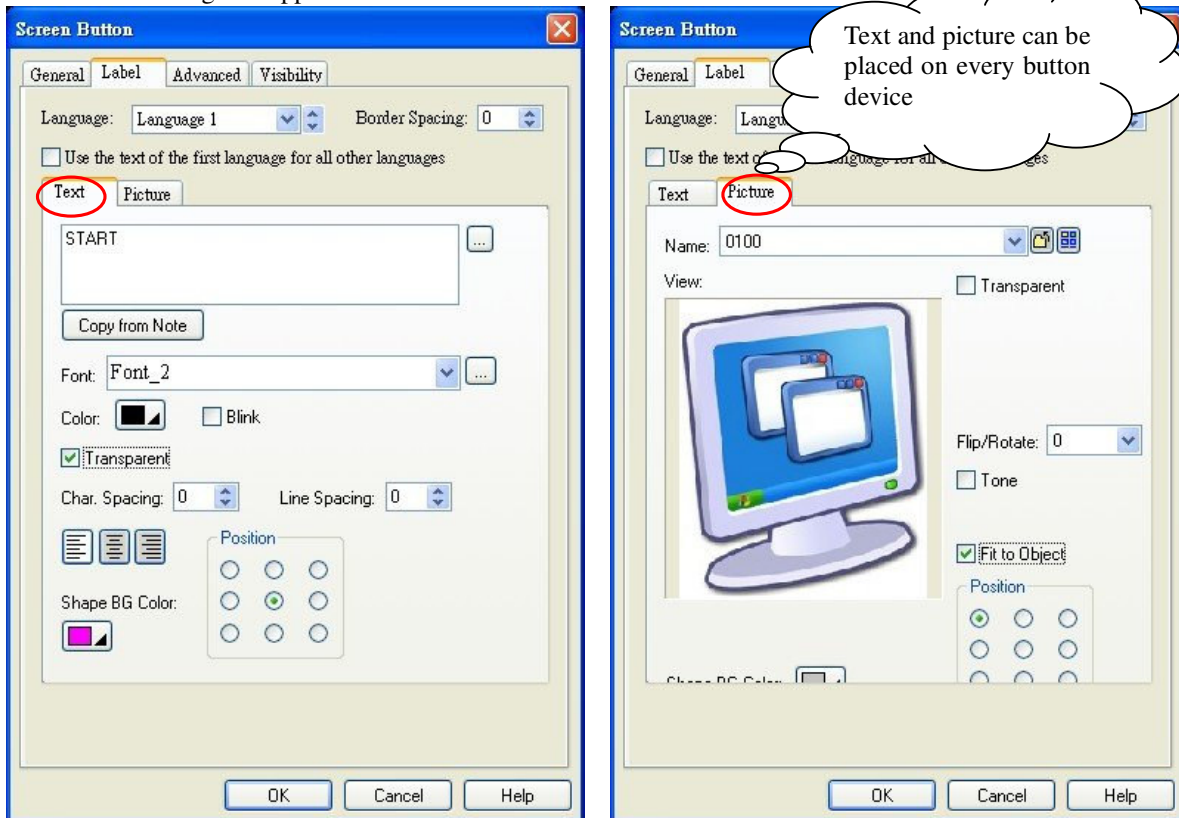 Screen Button
General Label Advanced Visibility
Language: Language 1 Border Spacing: 0
Use the text of the first language for all other languages
Text Picture
START
...
Copy from Note
Font: Font_2 ...
Color: Blink
Transparent
Char. Spacing: 0 Line Spacing: 0
Position
Shape BG Color:
OK Cancel Help
Screen Button
Text and picture can be
placed on every button
device
General Label
Language:
Use the text
Text Picture
Name: 0100
View: Transparent
Flip/Rotate: 0
Tone
Fit to Object
Position
OK Cancel Help